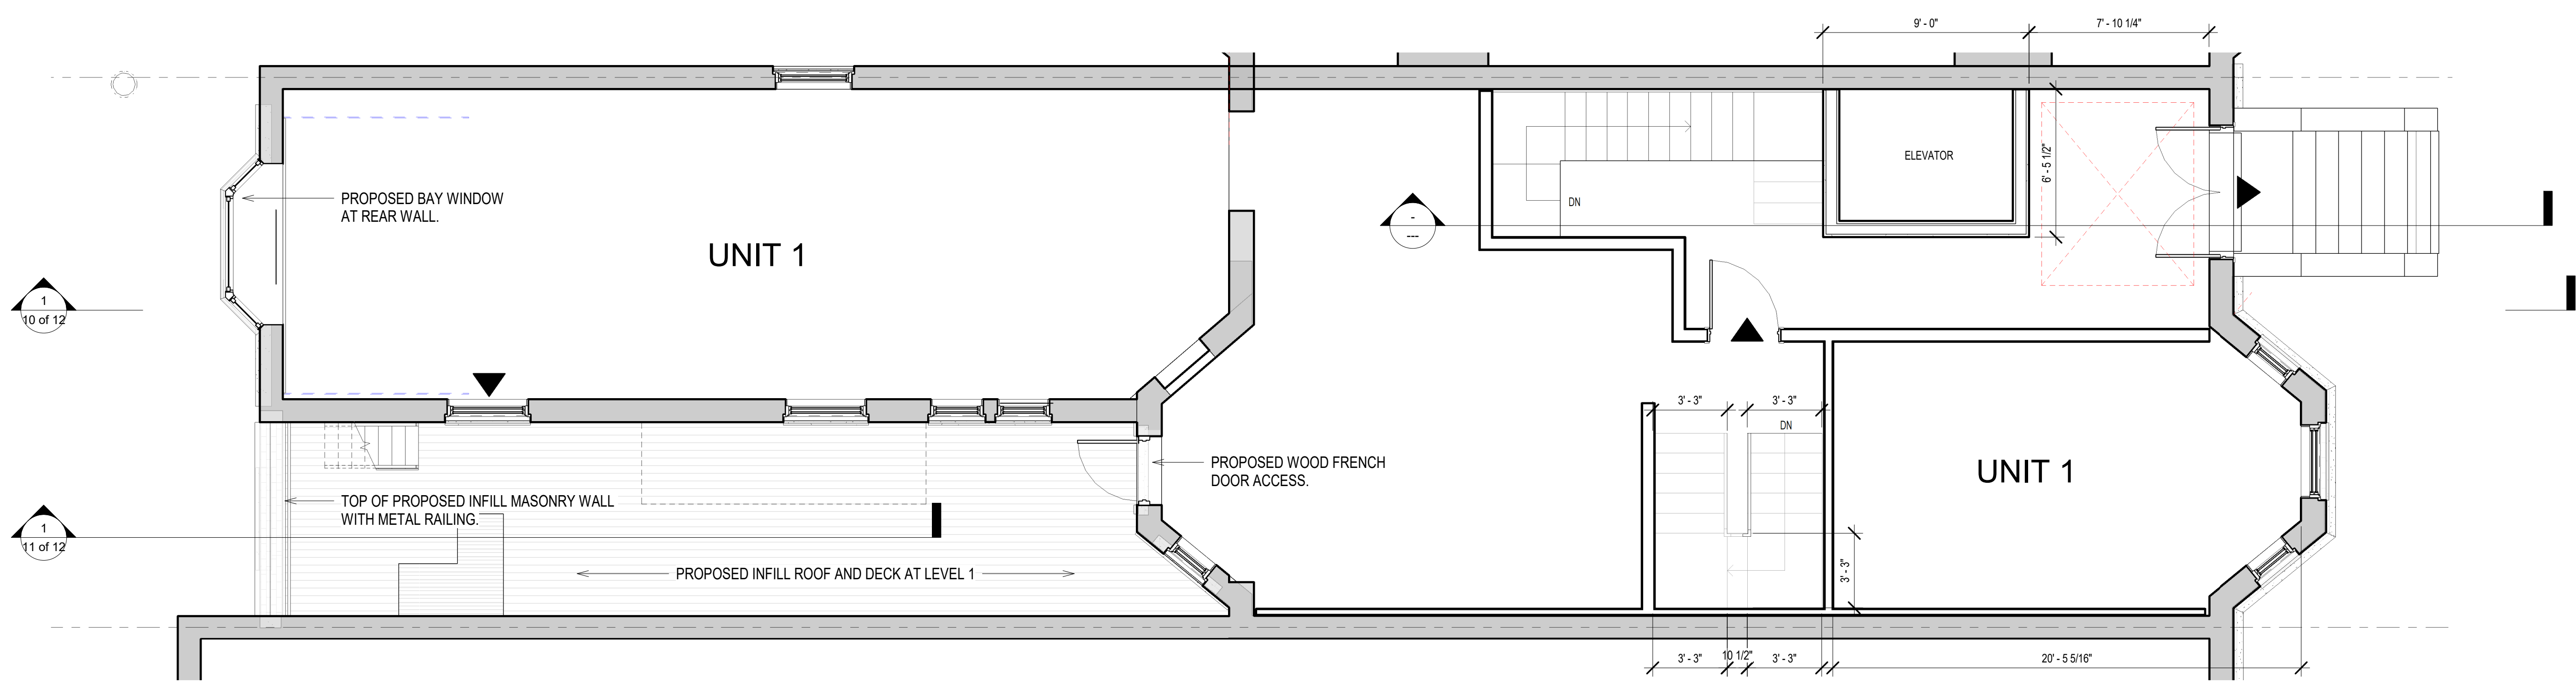 9' - 0"
7' - 10 1/4"
6' - 5 1/2"
ELEVATOR
PROPOSED BAY WINDOW
AT REAR WALL.
DN
-
---
UNIT 1
1
10 of 12
3' - 3"
3' - 3"
DN
PROPOSED WOOD FRENCH
DOOR ACCESS.
UNIT 1
TOP OF PROPOSED INFILL MASONRY WALL
WITH METAL RAILING.
1
11 of 12
3' - 3"
PROPOSED INFILL ROOF AND DECK AT LEVEL 1
3' - 3"
10 1/2"
3' - 3"
20' - 5 5/16"